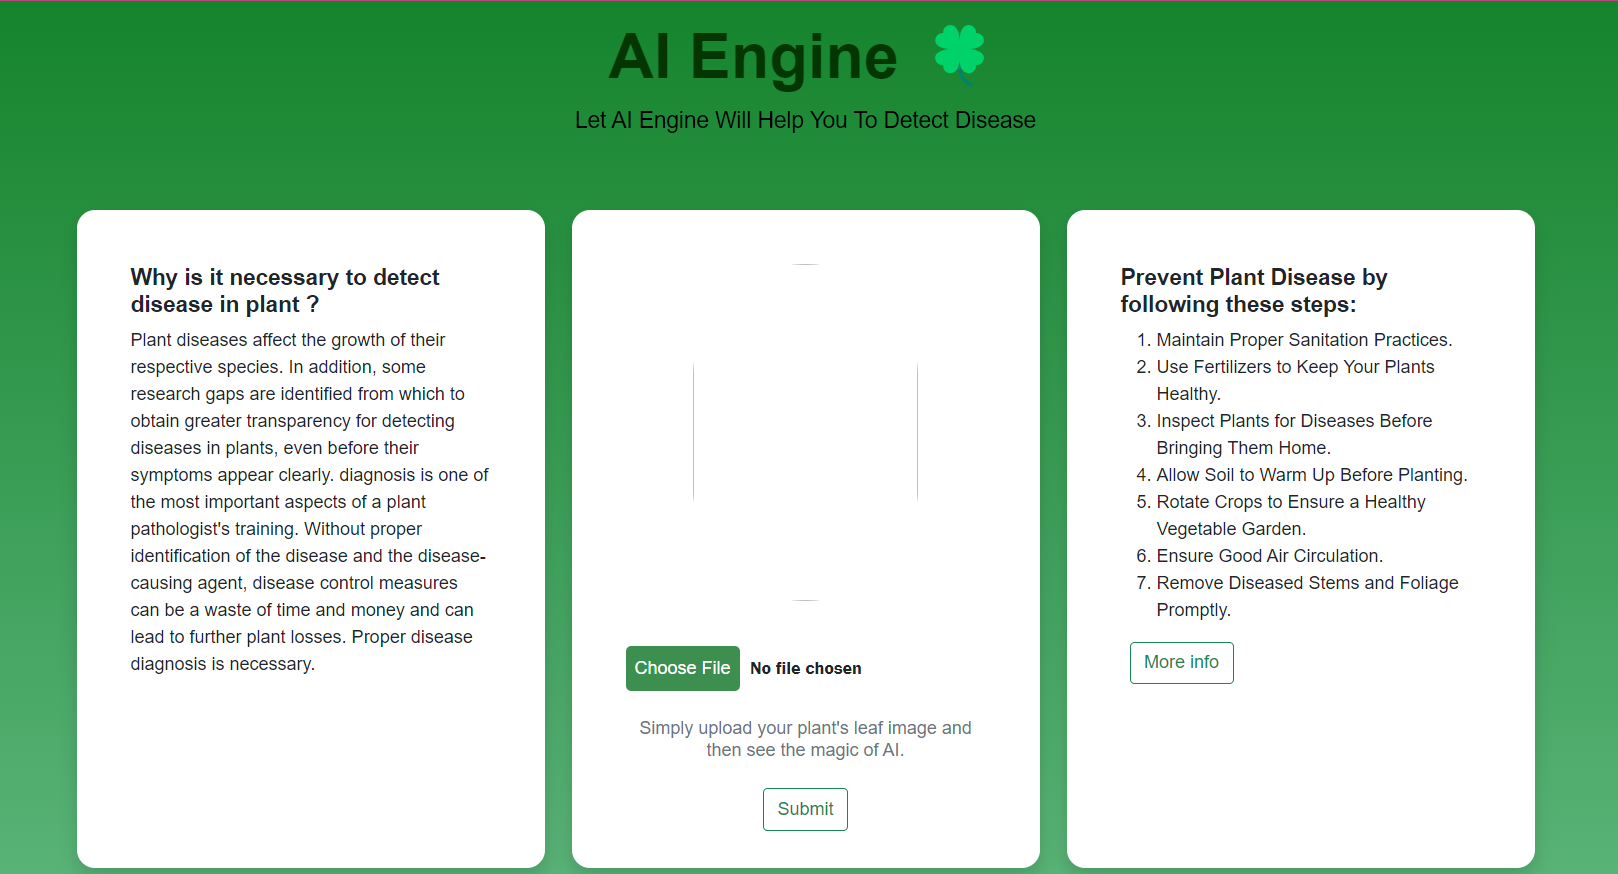 AI Engine
Let AI Engine Will Help You To Detect Disease
Why is it necessary to detect
disease in plant ?
Plant diseases affect the growth of their
respective species. In addition, some
research gaps are identified from which to
obtain greater transparency for detecting
diseases in plants, even before their
symptoms appear clearly. diagnosis is one of
the most important aspects of a plant
pathologist's training. Without proper
identification of the disease and the disease-
causing agent, disease control measures
can be a waste of time and money and can
lead to further plant losses. Proper disease
diagnosis is necessary.
Choose File No file chosen
Simply upload your plant's leaf image and
then see the magic of AI.
Submit
Prevent Plant Disease by
following these steps:
1. Maintain Proper Sanitation Practices.
2. Use Fertilizers to Keep Your Plants
Healthy.
3. Inspect Plants for Diseases Before
Bringing Them Home.
4. Allow Soil to Warm Up Before Planting.
5. Rotate Crops to Ensure a Healthy
Vegetable Garden.
6. Ensure Good Air Circulation.
7. Remove Diseased Stems and Foliage
Promptly.
More info